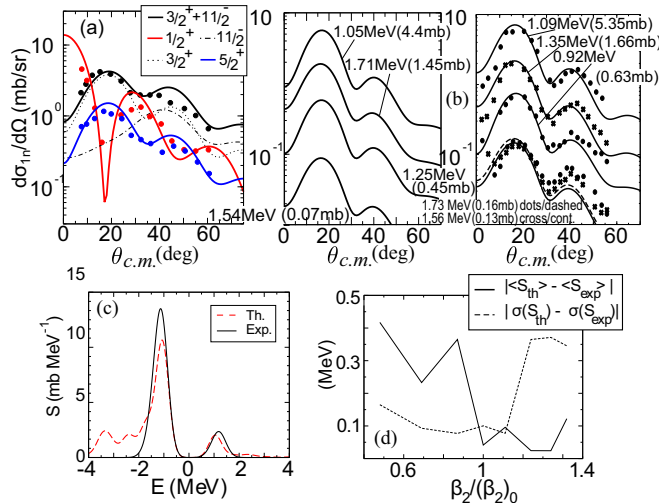 (a)
3/2⁺+11/2⁻
1/2⁺
11/2⁻
3/2⁺
5/2⁺
dσ₁ₙ/dΩ (mb/sr)
10¹
10⁰
10⁻¹
1.54MeV(0.07mb)
0 20 40 60
θc.m.(deg)
1.05MeV(4.4mb)
1.71MeV(1.45mb)
1.25MeV
(0.45mb)
10⁻¹
0 20 40 60
θc.m.(deg)
1.09MeV(5.35mb)
1.35MeV(1.66mb)
0.92MeV
(0.63mb)
(b)
10⁻¹
1.73 MeV(0.16mb) dots/dashed
1.56 MeV(0.13mb) cross/cont.
0 20 40 60
θc.m.(deg)
(c)
Th.
Exp.
S (mb MeV⁻¹)
15
10
5
0
-4 -2 0 2 4
E (MeV)
|<Sth> - <Sexp>|
|σ(Sth) - σ(Sexp)|
(MeV)
0.5
0.3
0.1
(d)
0.6 1 1.4
β₂/(β₂)₀